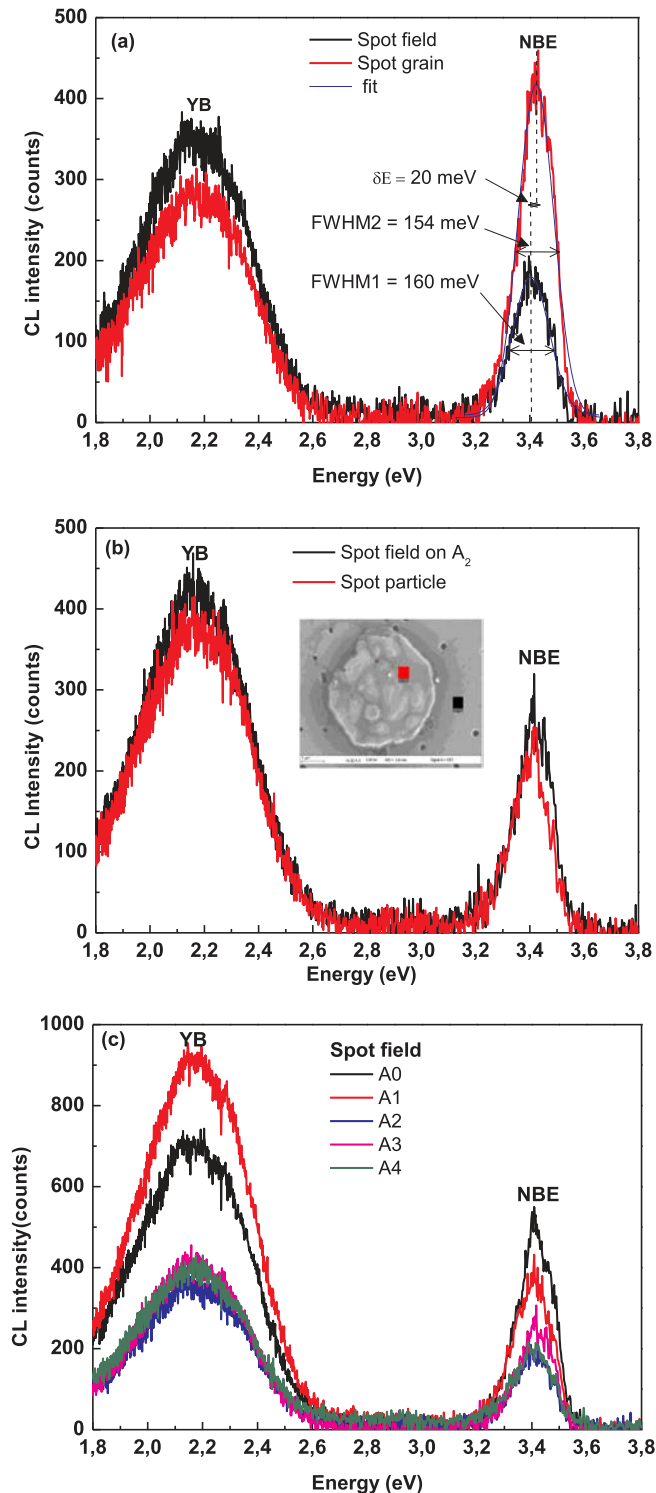 500
(a)
Spot field
NBE
Spot grain
fit
400
YB
300
δE = 20 meV
FWHM2 = 154 meV
200
FWHM1 = 160 meV
100
0
CL intensity (counts)
1,8 2,0 2,2 2,4 2,6 2,8 3,0 3,2 3,4 3,6 3,8
Energy (eV)
500
(b)
YB
Spot field on A2
Spot particle
400
NBE
300
200
100
0
CL Intensity (counts)
1,8 2,0 2,2 2,4 2,6 2,8 3,0 3,2 3,4 3,6 3,8
Energy (eV)
1000
(c)
YB
Spot field
A0
A1
A2
A3
A4
800
NBE
600
400
200
0
CL intensity(counts)
1,8 2,0 2,2 2,4 2,6 2,8 3,0 3,2 3,4 3,6 3,8
Energy (eV)